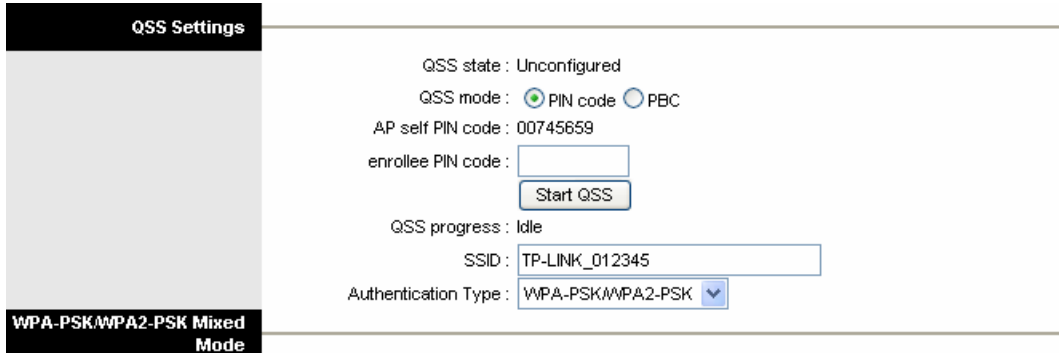 QSS Settings
QSS state : Unconfigured
QSS mode : PIN code PBC
AP self PIN code : 00745659
enrollee PIN code :
Start QSS
QSS progress : Idle
SSID : TP-LINK_012345
Authentication Type : WPA-PSK/WPA2-PSK
WPA-PSK/WPA2-PSK Mixed
Mode